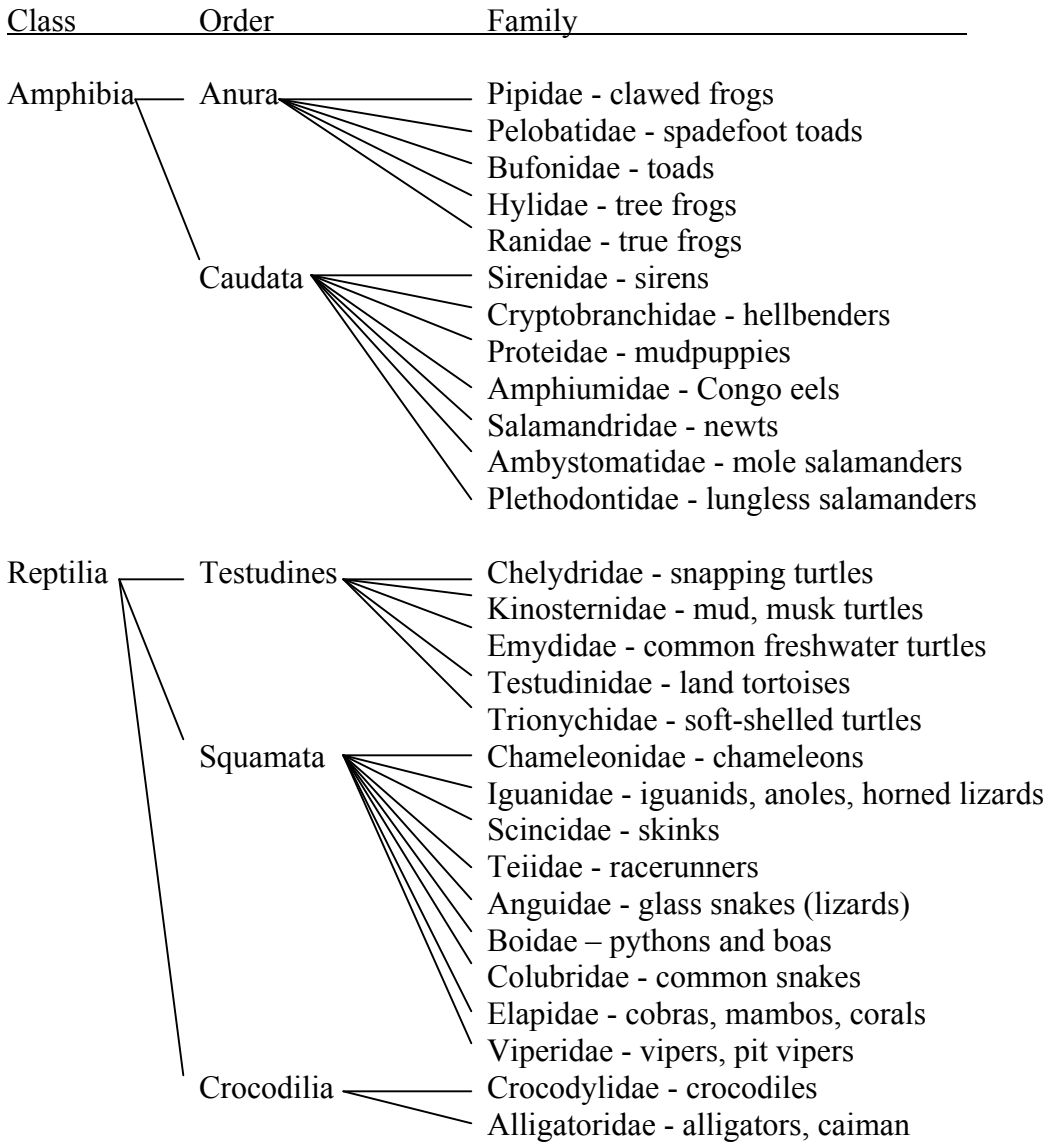 Class Order Family
Amphibia Anura Pipidae - clawed frogs
Pelobatidae - spadefoot toads
Bufonidae - toads
Hylidae - tree frogs
Ranidae - true frogs
Caudata Sirenidae - sirens
Cryptobranchidae - hellbenders
Proteidae - mudpuppies
Amphiumidae - Congo eels
Salamandridae - newts
Ambystomatidae - mole salamanders
Plethodontidae - lungless salamanders
Reptilia Testudines Chelydridae - snapping turtles
Kinosternidae - mud, musk turtles
Emydidae - common freshwater turtles
Testudinidae - land tortoises
Trionychidae - soft-shelled turtles
Squamata Chameleonidae - chameleons
Iguanidae - iguanids, anoles, horned lizards
Scincidae - skinks
Teiidae - racerunners
Anguidae - glass snakes (lizards)
Boidae – pythons and boas
Colubridae - common snakes
Elapidae - cobras, mambos, corals
Viperidae - vipers, pit vipers
Crocodilia Crocodylidae - crocodiles
Alligatoridae - alligators, caiman